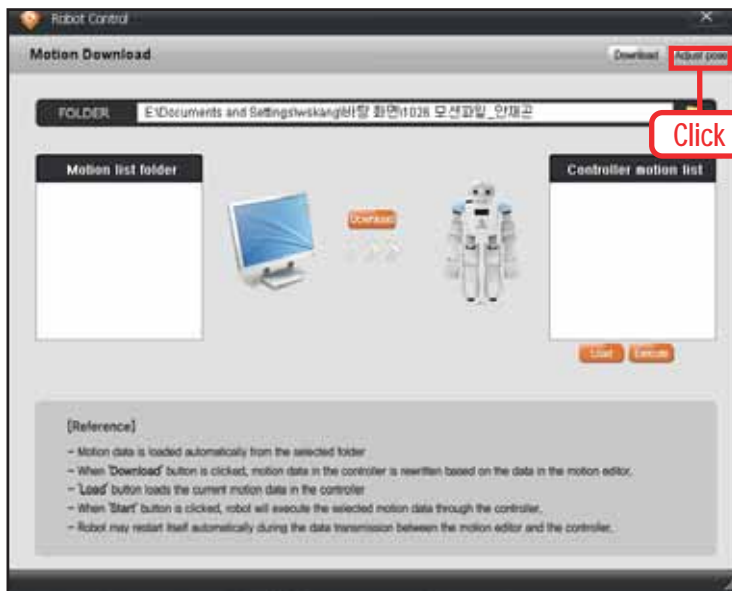 Robot Control
Motion Download
Download
Adjust pose
FOLDER
E:\Documents and Settings\wskang\바탕 화면\1026 모션파일_안재곤
Click
Motion list folder
Controller motion list
Download
Load
Execute
[Reference]
- Motion data is loaded automatically from the selected folder
- When 'Download' button is clicked, motion data in the controller is rewritten based on the data in the motion editor.
- 'Load' button loads the current motion data in the controller
- When 'Start' button is clicked, robot will execute the selected motion data through the controller.
- Robot may restart itself automatically during the data transmission between the motion editor and the controller.